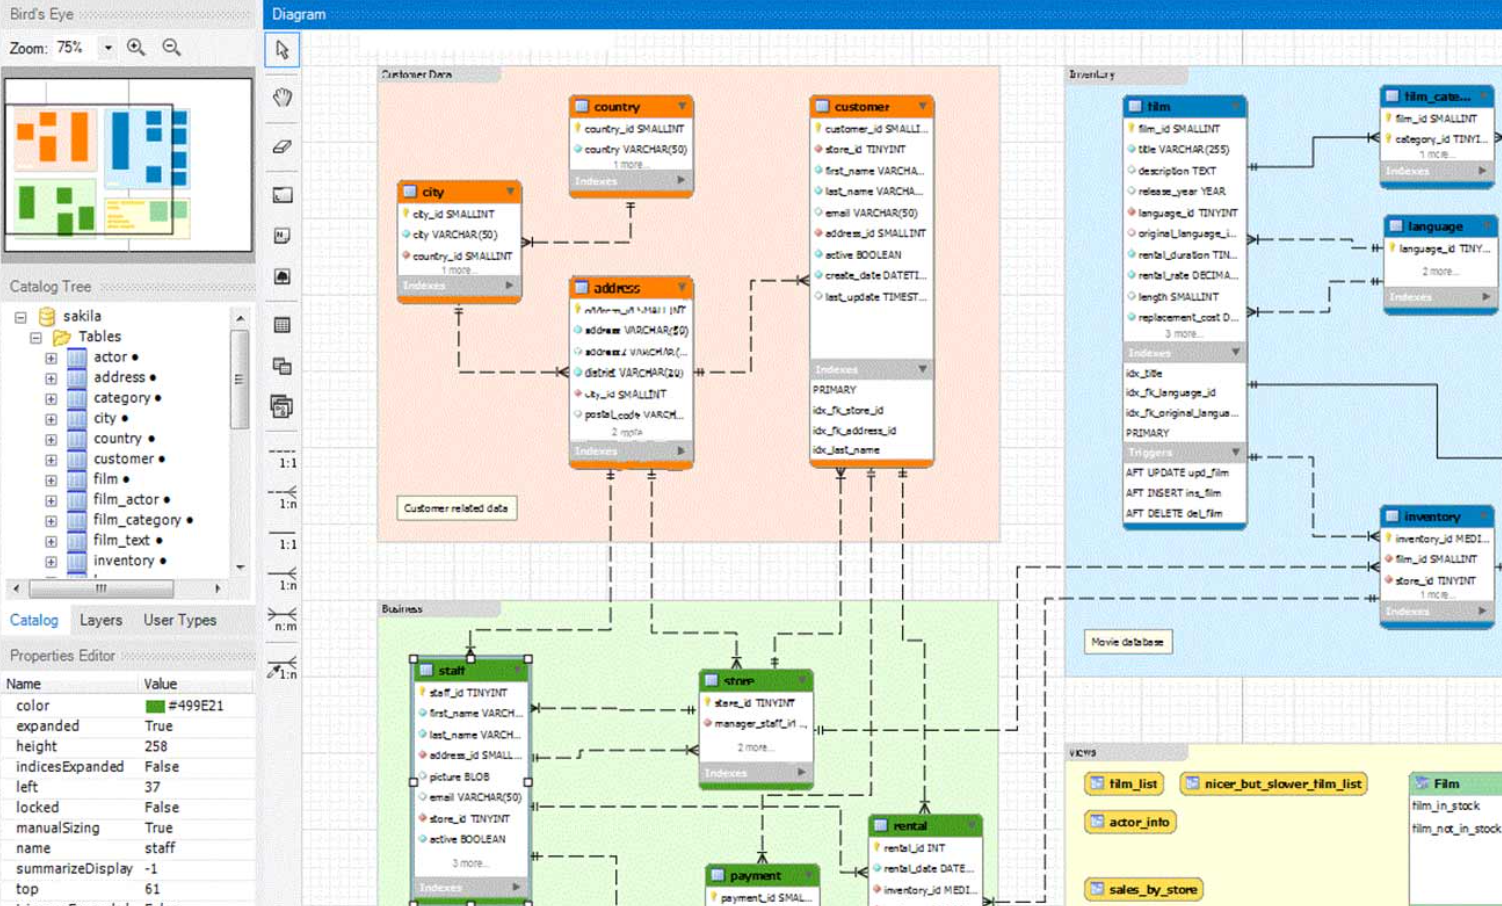 Bird's Eye
Zoom: 75%
Catalog Tree
sakila
Tables
actor •
address •
category •
city •
country •
customer •
film •
film_actor •
film_category •
film_text •
inventory •
Catalog Layers User Types
Properties Editor
Name Value
color #499E21
expanded True
height 258
indicesExpanded False
left 37
locked False
manualSizing True
name staff
summarizeDisplay -1
top 61
Diagram
1:1
1:n
1:1
1:n
n:m
1:n
Customer Data
country
country_id SMALLINT
country VARCHAR(50)
1 more...
Indexes
city
city_id SMALLINT
city VARCHAR(50)
country_id SMALLINT
1 more...
Indexes
address
address_id SMALLINT
address VARCHAR(50)
address2 VARCHAR(...
district VARCHAR(20)
city_id SMALLINT
postal_code VARCH...
2 more...
Indexes
customer
customer_id SMALLI...
store_id TINYINT
first_name VARCHA...
last_name VARCHA...
email VARCHAR(50)
address_id SMALLINT
active BOOLEAN
create_date DATETI...
last_update TIMEST...
Indexes
PRIMARY
idx_fk_store_id
idx_fk_address_id
idx_last_name
Customer related data
Inventory
film
film_id SMALLINT
title VARCHAR(255)
description TEXT
release_year YEAR
language_id TINYINT
original_language_i...
rental_duration TIN...
rental_rate DECIMA...
length SMALLINT
replacement_cost D...
3 more...
Indexes
idx_title
idx_fk_language_id
idx_fk_original_langua...
PRIMARY
Triggers
AFT UPDATE upd_film
AFT INSERT ins_film
AFT DELETE del_film
film_cate...
film_id SMALLINT
category_id TINYI...
1 more...
Indexes
language
language_id TINY...
2 more...
Indexes
inventory
inventory_id MEDI...
film_id SMALLINT
store_id TINYINT
1 more...
Indexes
Movie database
Business
staff
staff_id TINYINT
first_name VARCH...
last_name VARCH...
address_id SMALL...
picture BLOB
email VARCHAR(50)
store_id TINYINT
active BOOLEAN
3 more...
Indexes
store
store_id TINYINT
manager_staff_id ...
2 more...
Indexes
payment
payment_id SMAL...
rental
rental_id INT
rental_date DATE...
inventory_id MEDI...
Views
film_list
nicer_but_slower_film_list
actor_info
sales_by_store
Film
film_in_stock
film_not_in_stock